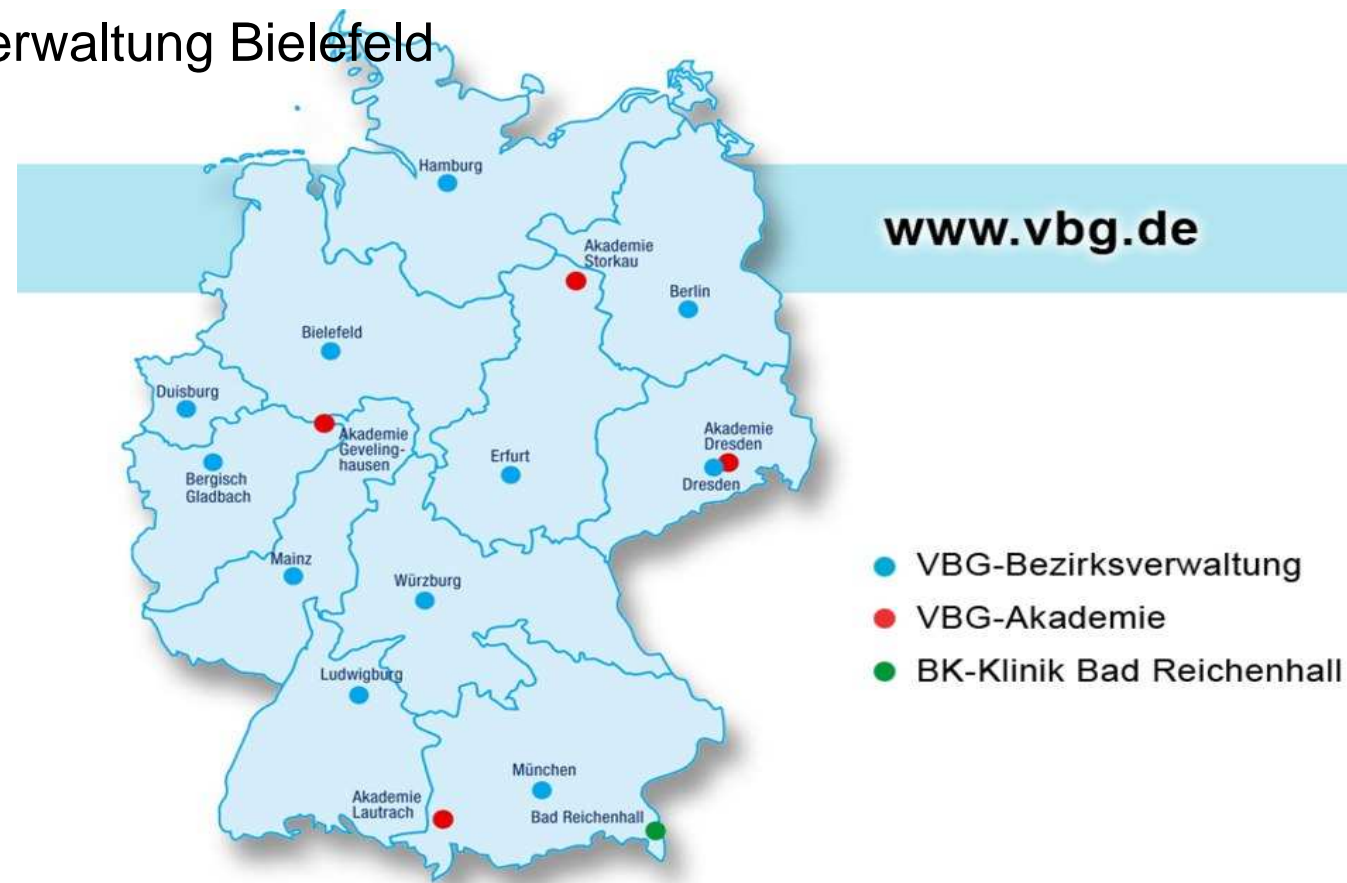 erwaltung Bielefeld
Hamburg
www.vbg.de
Akademie
Storkau
Berlin
Bielefeld
Duisburg
Akademie
Geveling-
hausen
Erfurt
Akademie
Dresden
Dresden
Bergisch
Gladbach
Mainz
Würzburg
VBG-Bezirksverwaltung
VBG-Akademie
BK-Klinik Bad Reichenhall
Ludwigburg
München
Akademie
Lautrach
Bad Reichenhall